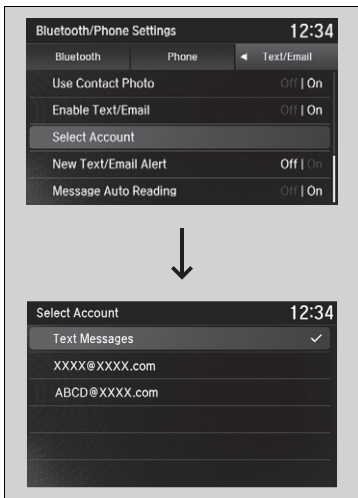 Bluetooth/Phone Settings 12:34
Bluetooth Phone ◄ Text/Email
Use Contact Photo Off | On
Enable Text/Email Off | On
Select Account
New Text/Email Alert Off | On
Message Auto Reading Off | On
Select Account 12:34
Text Messages ✓
XXXX@XXXX.com
ABCD@XXXX.com